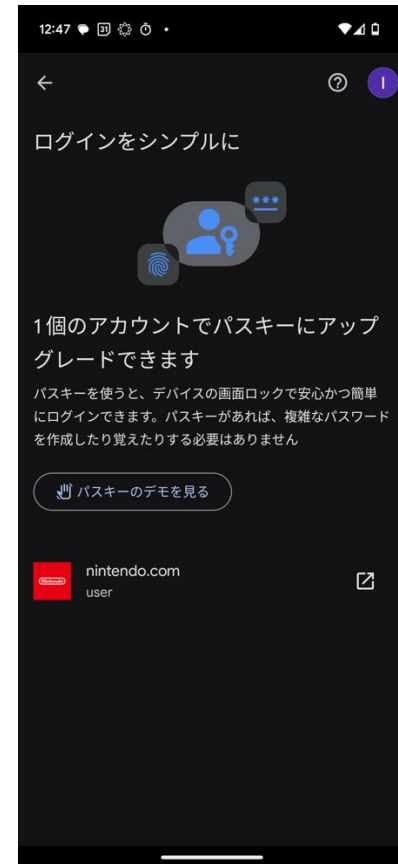 12:47
31
I
ログインをシンプルに
***
1個のアカウントでパスキーにアップ
グレードできます
パスキーを使うと、デバイスの画面ロックで安心かつ簡単
にログインできます。パスキーがあれば、複雑なパスワード
を作成したり覚えたりする必要はありません
パスキーのデモを見る
Nintendo
nintendo.com
user